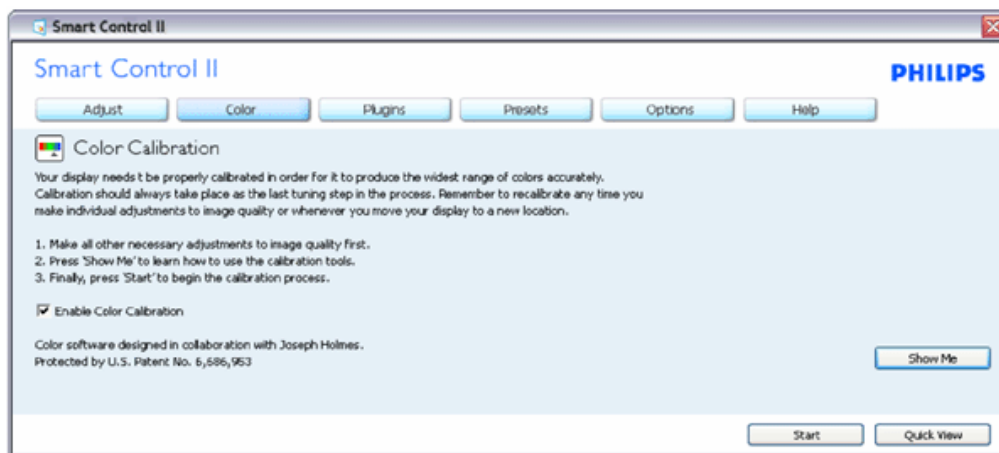 Smart Control II
Smart Control II
PHILIPS
Adjust Color Plugins Presets Options Help
Color Calibration
Your display needs t be properly calibrated in order for it to produce the widest range of colors accurately.
Calibration should always take place as the last tuning step in the process. Remember to recalibrate any time you
make individual adjustments to image quality or whenever you move your display to a new location.
1. Make all other necessary adjustments to image quality first.
2. Press 'Show Me' to learn how to use the calibration tools.
3. Finally, press 'Start' to begin the calibration process.
Enable Color Calibration
Color software designed in collaboration with Joseph Holmes.
Protected by U.S. Patent No. 6,686,953
Show Me
Start Quick View